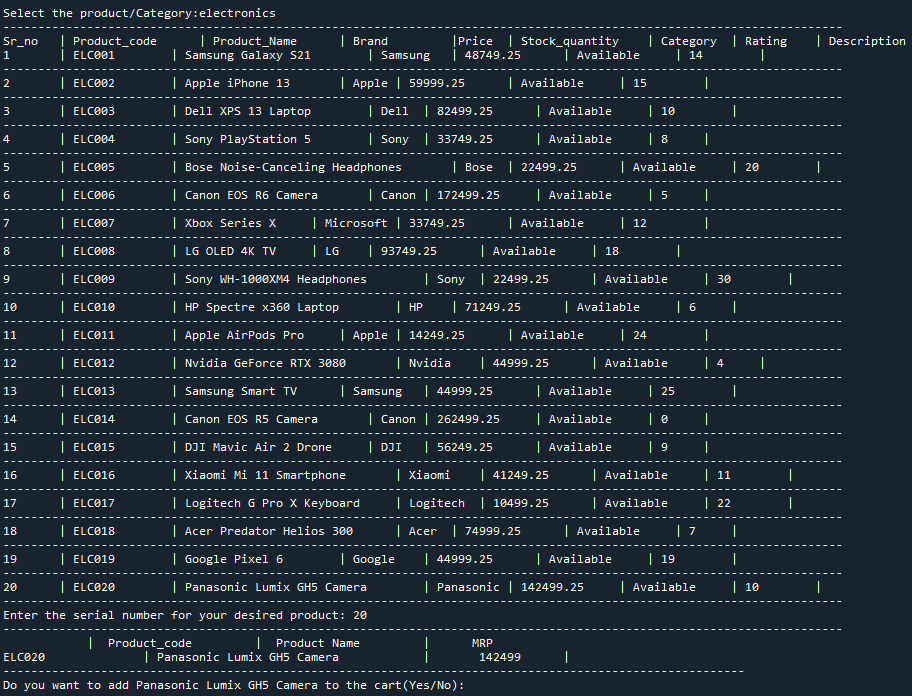 Select the product/Category:electronics
-----------------------------------------------------------------------------------------------------------------------
Sr_no | Product_code | Product_Name | Brand |Price | Stock_quantity | Category | Rating | Description
1 | ELC001 | Samsung Galaxy S21 | Samsung | 48749.25 | Available | 14 |
-----------------------------------------------------------------------------------------------------------------------
2 | ELC002 | Apple iPhone 13 | Apple | 59999.25 | Available | 15 |
-----------------------------------------------------------------------------------------------------------------------
3 | ELC003 | Dell XPS 13 Laptop | Dell | 82499.25 | Available | 10 |
-----------------------------------------------------------------------------------------------------------------------
4 | ELC004 | Sony PlayStation 5 | Sony | 33749.25 | Available | 8 |
-----------------------------------------------------------------------------------------------------------------------
5 | ELC005 | Bose Noise-Canceling Headphones | Bose | 22499.25 | Available | 20 |
-----------------------------------------------------------------------------------------------------------------------
6 | ELC006 | Canon EOS R6 Camera | Canon | 172499.25 | Available | 5 |
-----------------------------------------------------------------------------------------------------------------------
7 | ELC007 | Xbox Series X | Microsoft | 33749.25 | Available | 12 |
-----------------------------------------------------------------------------------------------------------------------
8 | ELC008 | LG OLED 4K TV | LG | 93749.25 | Available | 18 |
-----------------------------------------------------------------------------------------------------------------------
9 | ELC009 | Sony WH-1000XM4 Headphones | Sony | 22499.25 | Available | 30 |
-----------------------------------------------------------------------------------------------------------------------
10 | ELC010 | HP Spectre x360 Laptop | HP | 71249.25 | Available | 6 |
-----------------------------------------------------------------------------------------------------------------------
11 | ELC011 | Apple AirPods Pro | Apple | 14249.25 | Available | 24 |
-----------------------------------------------------------------------------------------------------------------------
12 | ELC012 | Nvidia GeForce RTX 3080 | Nvidia | 44999.25 | Available | 4 |
-----------------------------------------------------------------------------------------------------------------------
13 | ELC013 | Samsung Smart TV | Samsung | 44999.25 | Available | 25 |
-----------------------------------------------------------------------------------------------------------------------
14 | ELC014 | Canon EOS R5 Camera | Canon | 262499.25 | Available | 0 |
-----------------------------------------------------------------------------------------------------------------------
15 | ELC015 | DJI Mavic Air 2 Drone | DJI | 56249.25 | Available | 9 |
-----------------------------------------------------------------------------------------------------------------------
16 | ELC016 | Xiaomi Mi 11 Smartphone | Xiaomi | 41249.25 | Available | 11 |
-----------------------------------------------------------------------------------------------------------------------
17 | ELC017 | Logitech G Pro X Keyboard | Logitech | 10499.25 | Available | 22 |
-----------------------------------------------------------------------------------------------------------------------
18 | ELC018 | Acer Predator Helios 300 | Acer | 74999.25 | Available | 7 |
-----------------------------------------------------------------------------------------------------------------------
19 | ELC019 | Google Pixel 6 | Google | 44999.25 | Available | 19 |
-----------------------------------------------------------------------------------------------------------------------
20 | ELC020 | Panasonic Lumix GH5 Camera | Panasonic | 142499.25 | Available | 10 |
-----------------------------------------------------------------------------------------------------------------------
Enter the serial number for your desired product: 20
-----------------------------------------------------------------------------------------------------------------------
| Product_code | Product Name | MRP
ELC020 | Panasonic Lumix GH5 Camera | 142499 |
----------------------------------------------------------------------------------------------------------
Do you want to add Panasonic Lumix GH5 Camera to the cart(Yes/No):